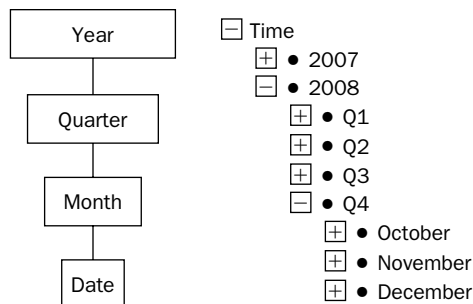 Year
Quarter
Month
Date
Time
2007
2008
Q1
Q2
Q3
Q4
October
November
December